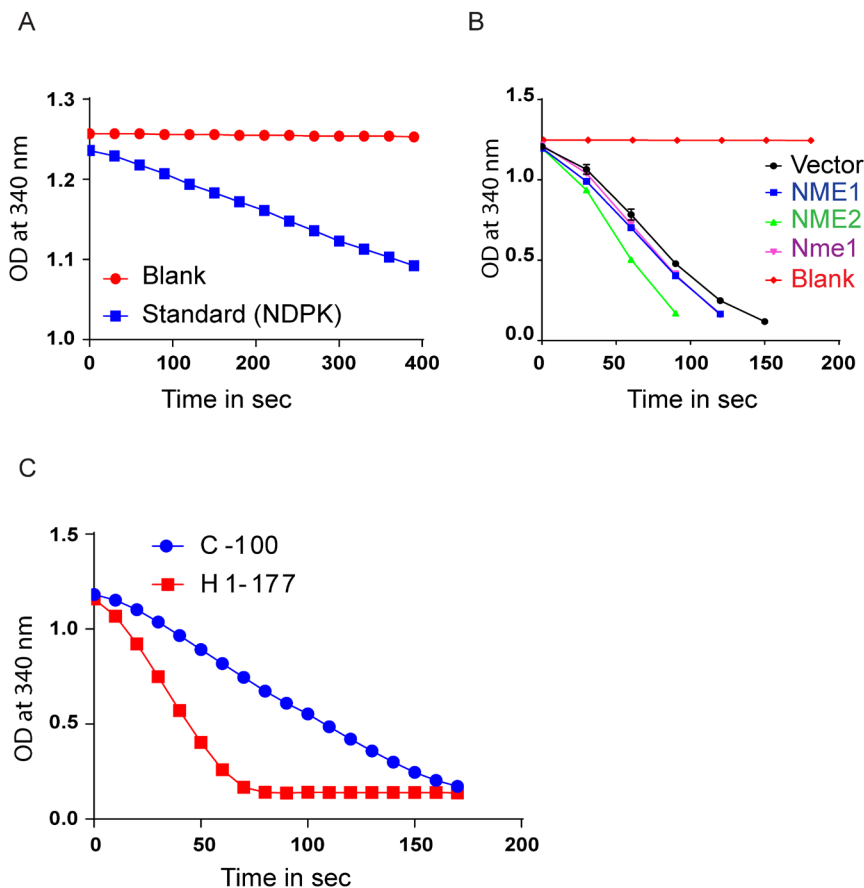 A
1.3
1.2
1.1
1.0
OD at 340 nm
Blank
Standard (NDPK)
0 100 200 300 400
Time in sec
B
1.5
1.0
0.5
0.0
OD at 340 nm
Vector
NME1
NME2
Nme1
Blank
0 50 100 150 200
Time in sec
C
1.5
1.0
0.5
0.0
OD at 340 nm
C -100
H 1-177
0 50 100 150 200
Time in sec